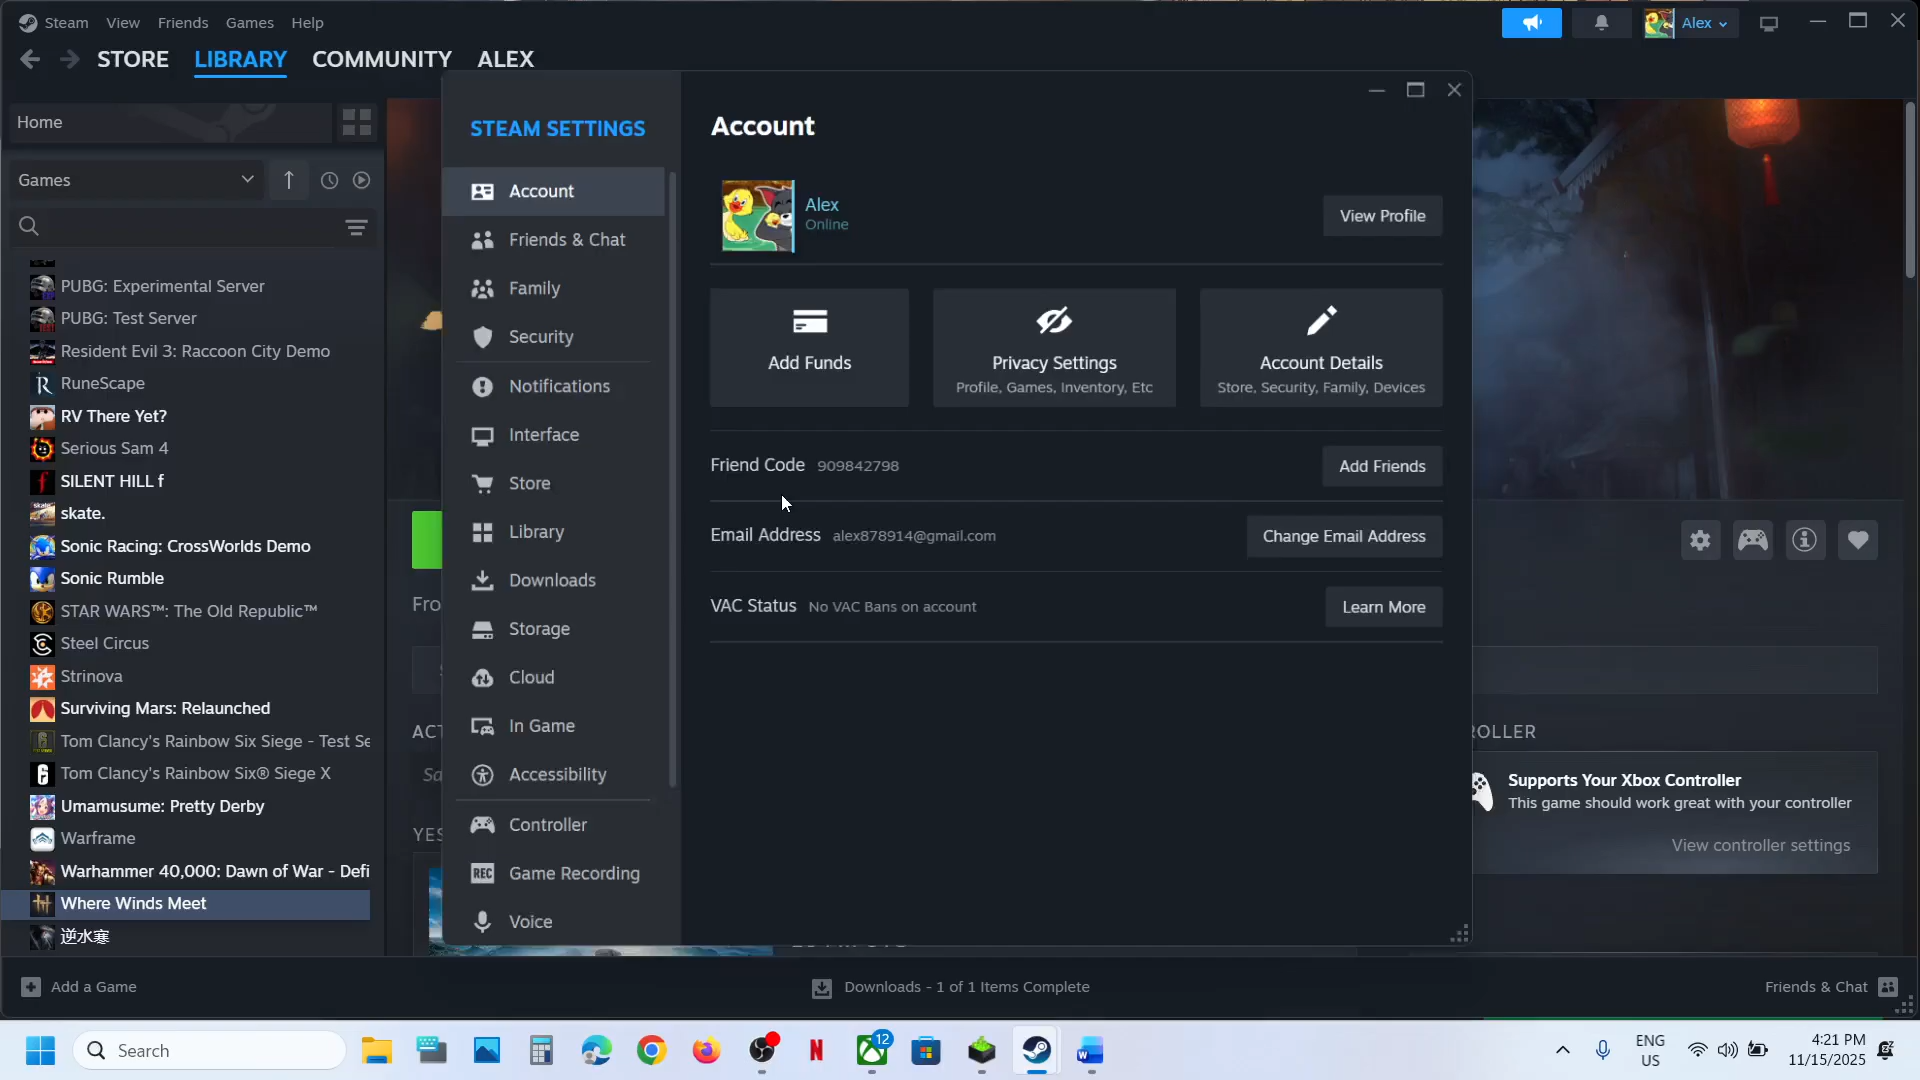 Steam View Friends Games Help
Alex
STORE LIBRARY COMMUNITY ALEX
Home
Games
PUBG: Experimental Server
PUBG: Test Server
Resident Evil 3: Raccoon City Demo
RuneScape
RV There Yet?
Serious Sam 4
SILENT HILL f
skate.
Sonic Racing: CrossWorlds Demo
Sonic Rumble
STAR WARS™: The Old Republic™
Steel Circus
Strinova
Surviving Mars: Relaunched
Tom Clancy's Rainbow Six Siege - Test Se
Tom Clancy's Rainbow Six® Siege X
Umamusume: Pretty Derby
Warframe
Warhammer 40,000: Dawn of War - Defi
Where Winds Meet
逆水寒
STEAM SETTINGS
Account
Friends & Chat
Family
Security
Notifications
Interface
Store
Library
Downloads
Storage
Cloud
In Game
Accessibility
Controller
REC Game Recording
Voice
Account
Alex
Online
View Profile
Add Funds
Privacy Settings
Profile, Games, Inventory, Etc
Account Details
Store, Security, Family, Devices
Friend Code 909842798
Add Friends
Email Address alex878914@gmail.com
Change Email Address
VAC Status No VAC Bans on account
Learn More
Fro
ACT
YES
ROLLER
Supports Your Xbox Controller
This game should work great with your controller
View controller settings
Add a Game
Downloads - 1 of 1 Items Complete
Friends & Chat
Search
12
ENG
US
4:21 PM
11/15/2025